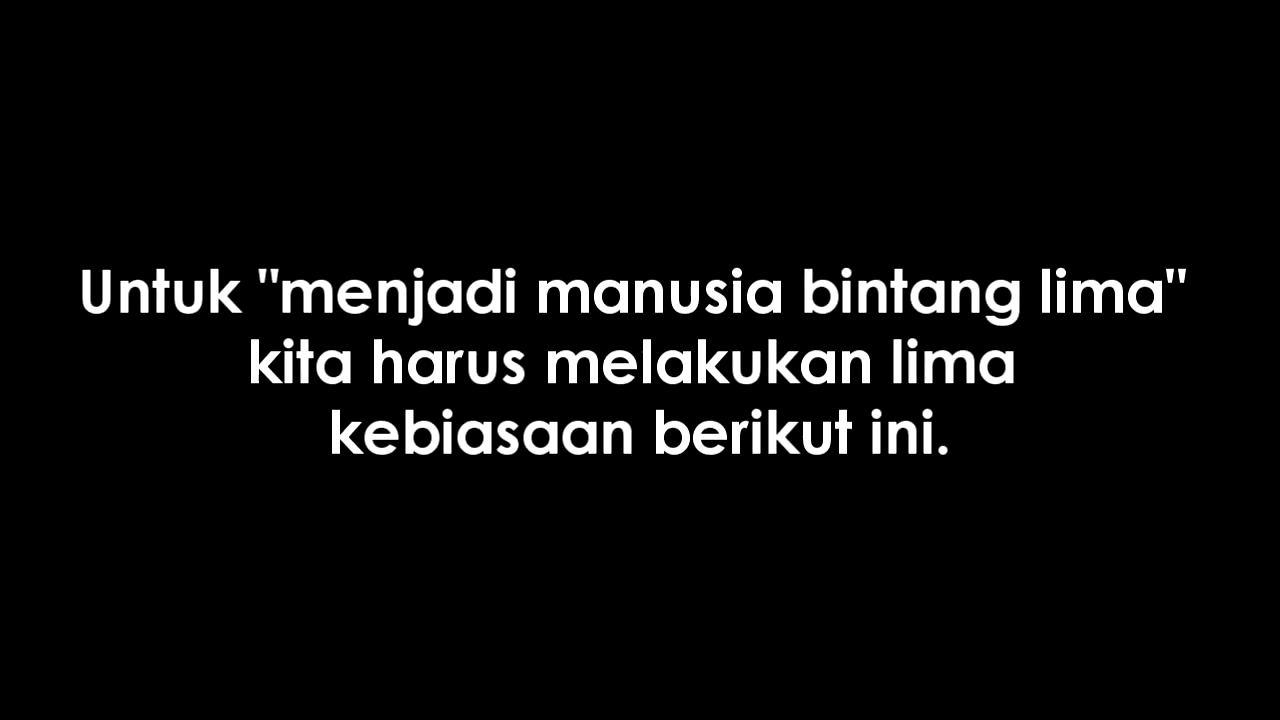 Untuk "menjadi manusia bintang lima"
kita harus melakukan lima
kebiasaan berikut ini.